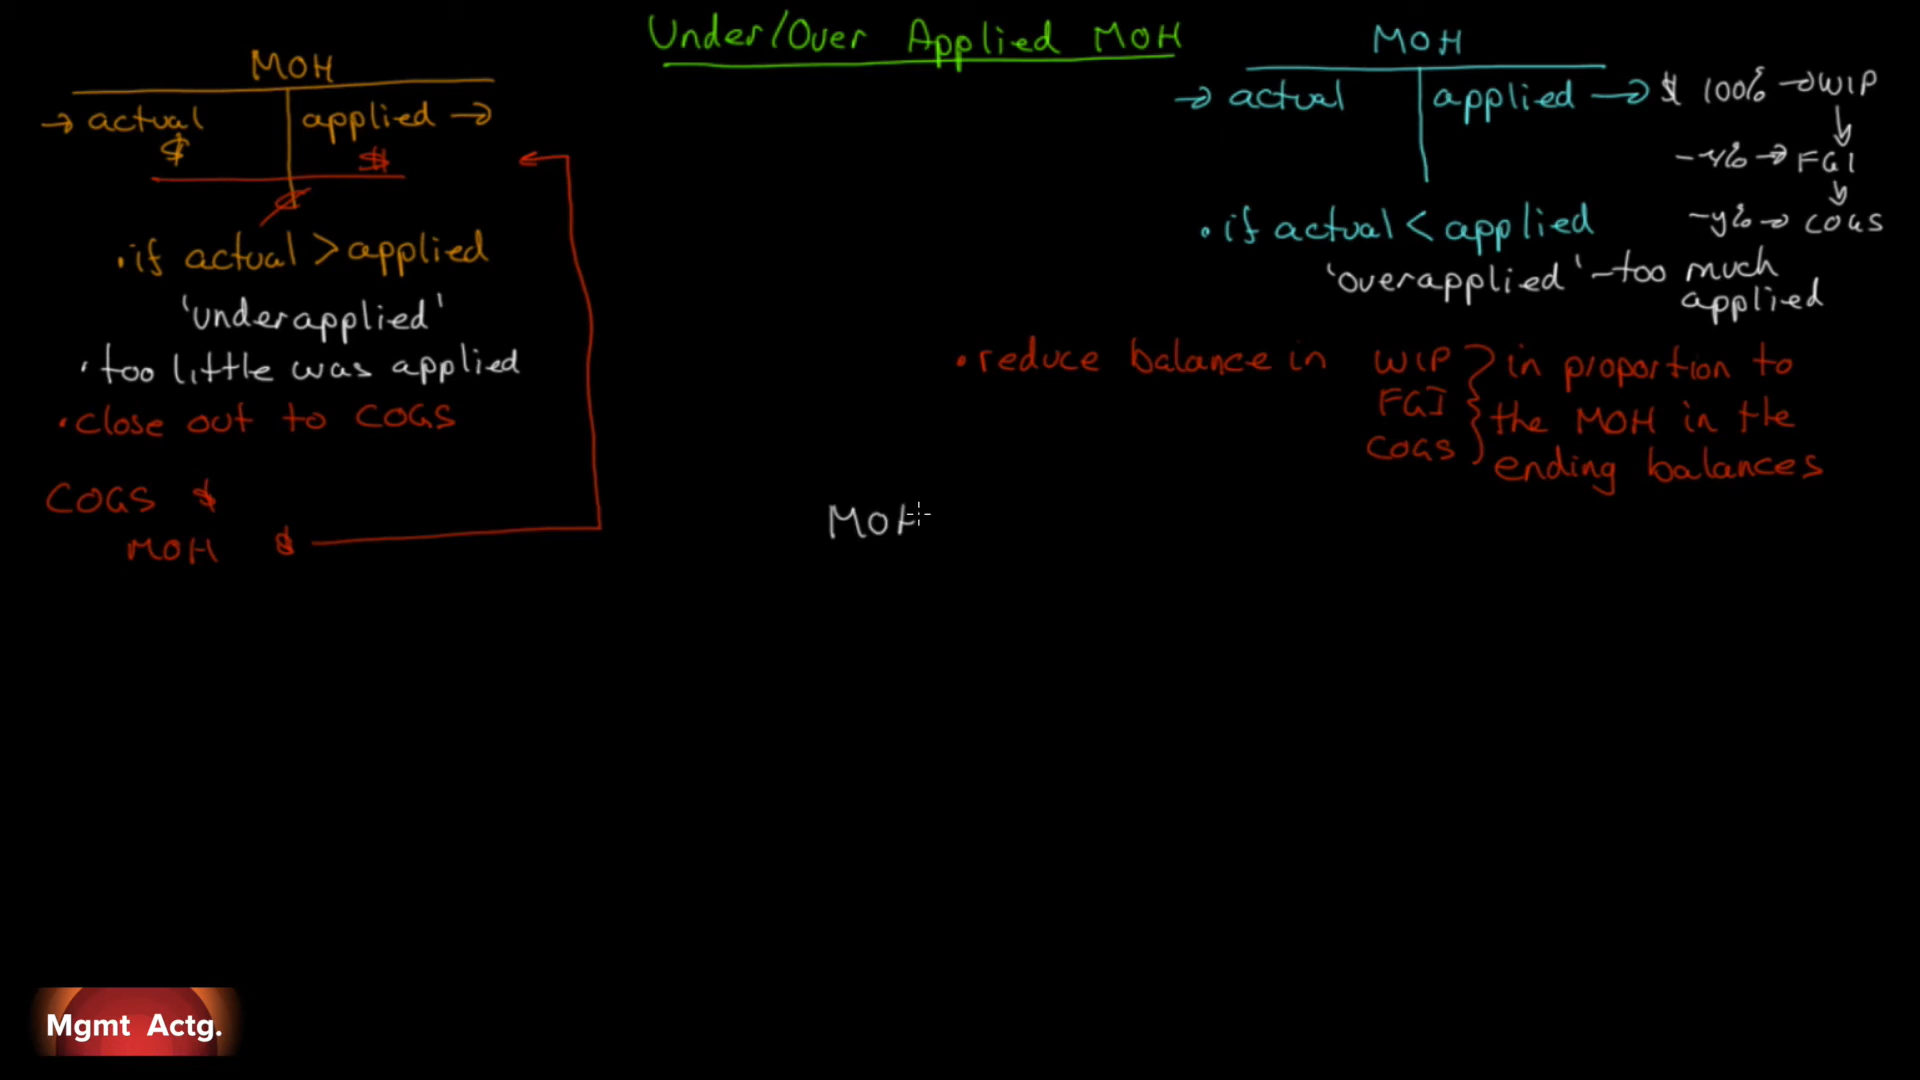 Under/Over Applied MOH
MOH
→ actual applied →
$ $
• if actual > applied
'underapplied'
• too little was applied
• close out to COGS
COGS $
MOH $
MOH
→ actual applied → $ 100% → WIP
FGI
COGS
• if actual < applied
'overapplied' - too much
applied
• reduce balance in WIP } in proportion to
FGI the MOH in the
COGS ending balances
MOH
Mgmt Actg.